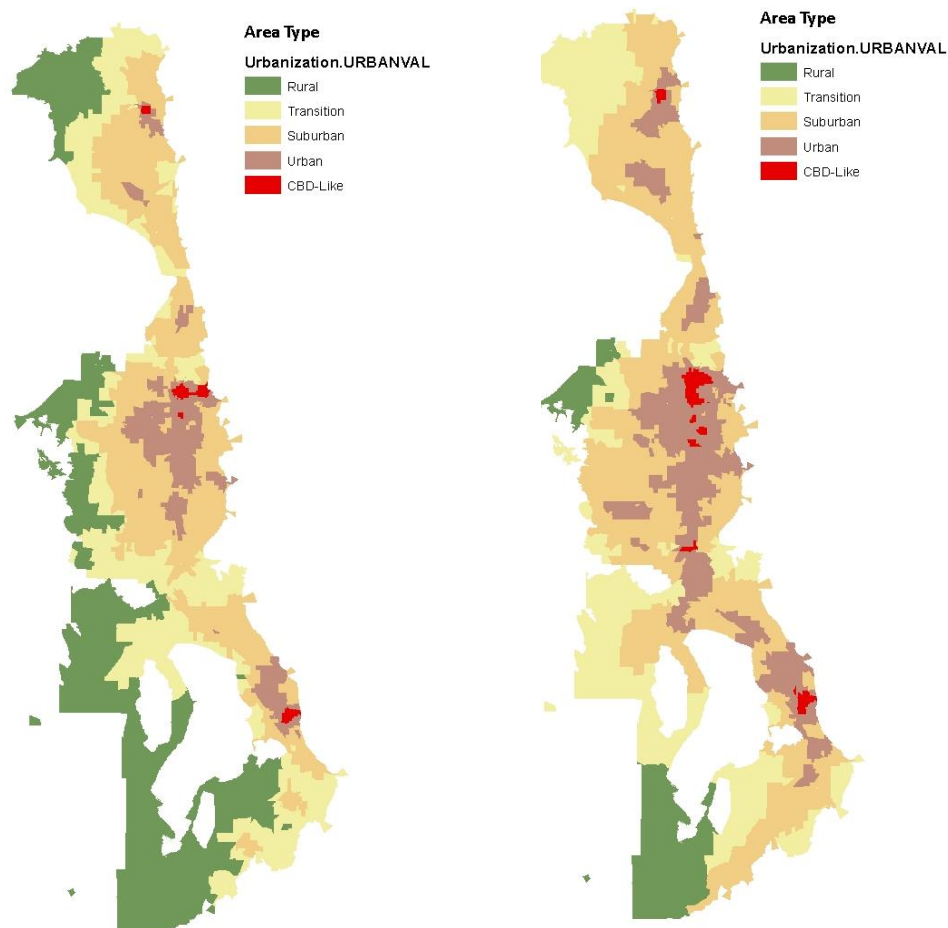 Area Type
Urbanization.URBANVAL
Rural
Transition
Suburban
Urban
CBD-Like
Area Type
Urbanization.URBANVAL
Rural
Transition
Suburban
Urban
CBD-Like